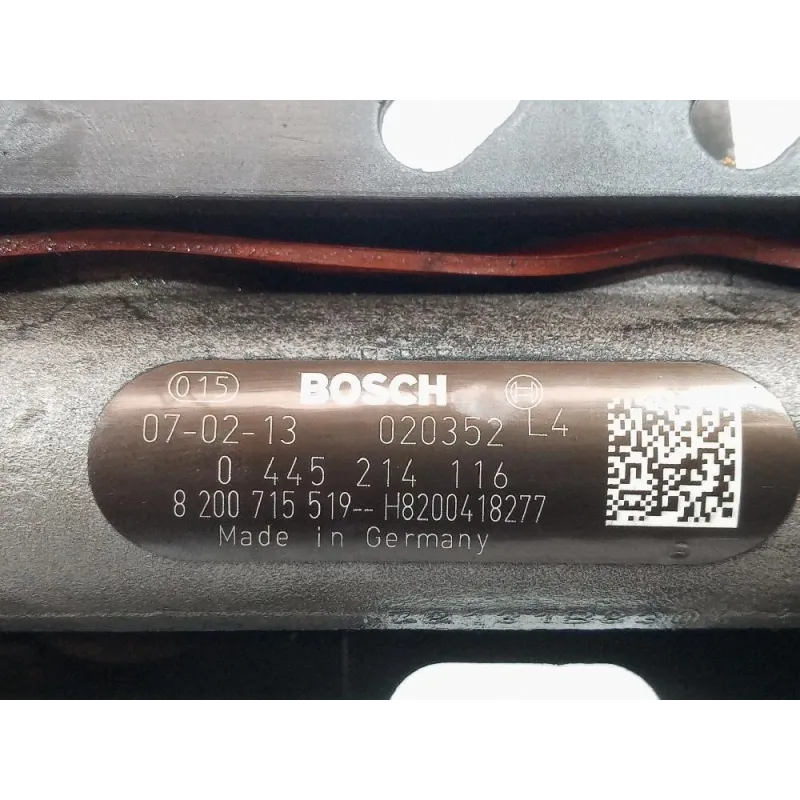 015 BOSCH
07-02-13 020352 L4
0 445 214 116
8 200 715 519-- H8200418277
Made in Germany